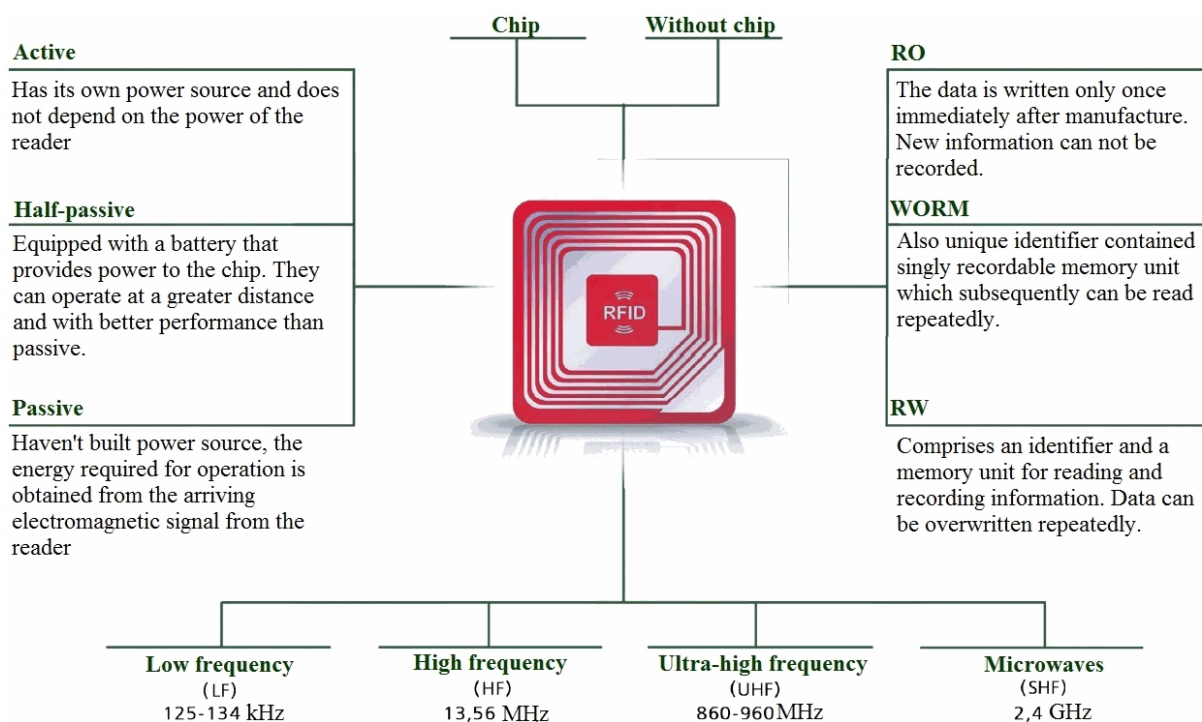 Chip
Without chip
Active
Has its own power source and does
not depend on the power of the
reader
Half-passive
Equipped with a battery that
provides power to the chip. They
can operate at a greater distance
and with better performance than
passive.
Passive
Haven't built power source, the
energy required for operation is
obtained from the arriving
electromagnetic signal from the
reader
RFID
RO
The data is written only once
immediately after manufacture.
New information can not be
recorded.
WORM
Also unique identifier contained
singly recordable memory unit
which subsequently can be read
repeatedly.
RW
Comprises an identifier and a
memory unit for reading and
recording information. Data can
be overwritten repeatedly.
Low frequency
(LF)
125-134 kHz
High frequency
(HF)
13,56 MHz
Ultra-high frequency
(UHF)
860-960MHz
Microwaves
(SHF)
2,4 GHz